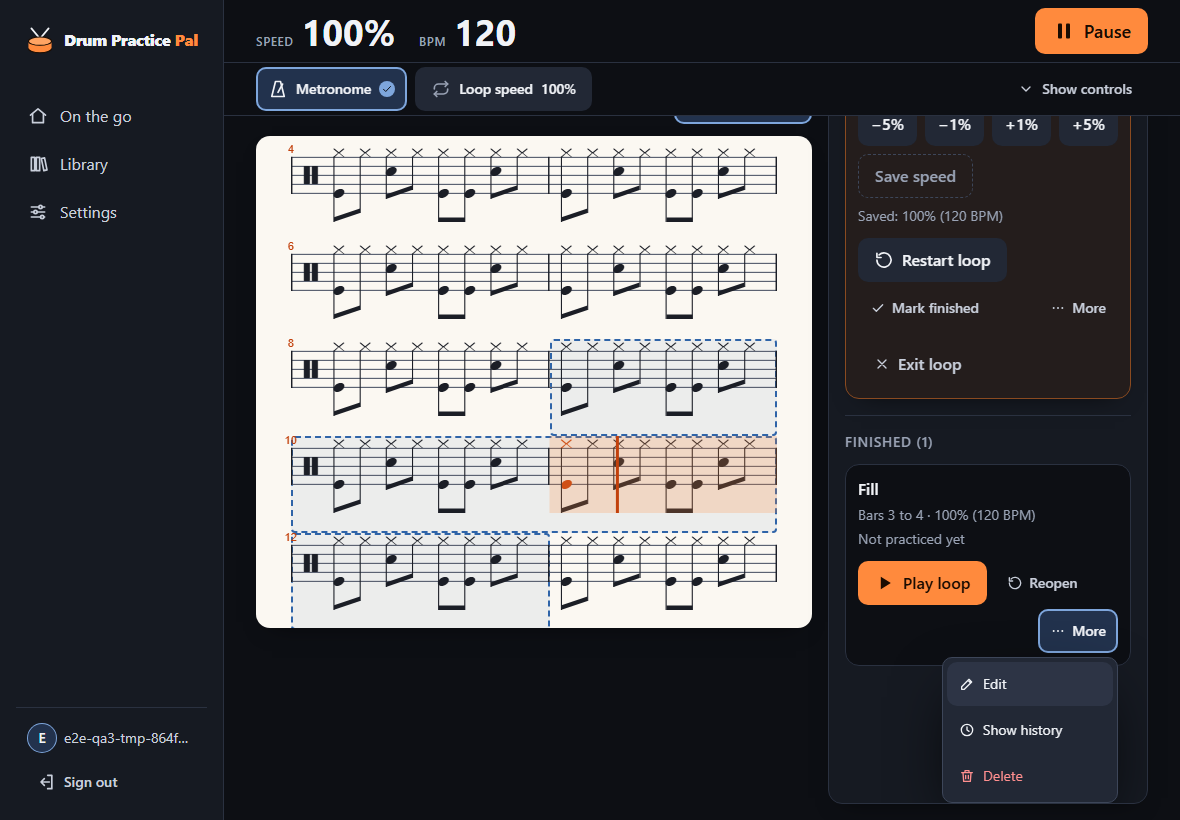 Drum Practice Pal
On the go
Library
Settings
E
e2e-qa3-tmp-864f...
Sign out
SPEED 100% BPM 120
Pause
Metronome
Loop speed 100%
Show controls
4
6
8
10
12
−5% −1% +1% +5%
Save speed
Saved: 100% (120 BPM)
Restart loop
Mark finished
··· More
Exit loop
FINISHED (1)
Fill
Bars 3 to 4 · 100% (120 BPM)
Not practiced yet
Play loop
Reopen
··· More
Edit
Show history
Delete